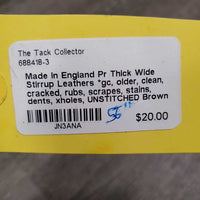 The Tack Collector
688418-3
Made in England Pr Thick Wide
Stirrup Leathers *gc, older, clean,
cracked, rubs, scrapes, stains,
dents, xholes, UNSTITCHED Brown
56"
$20.00
JN3ANA